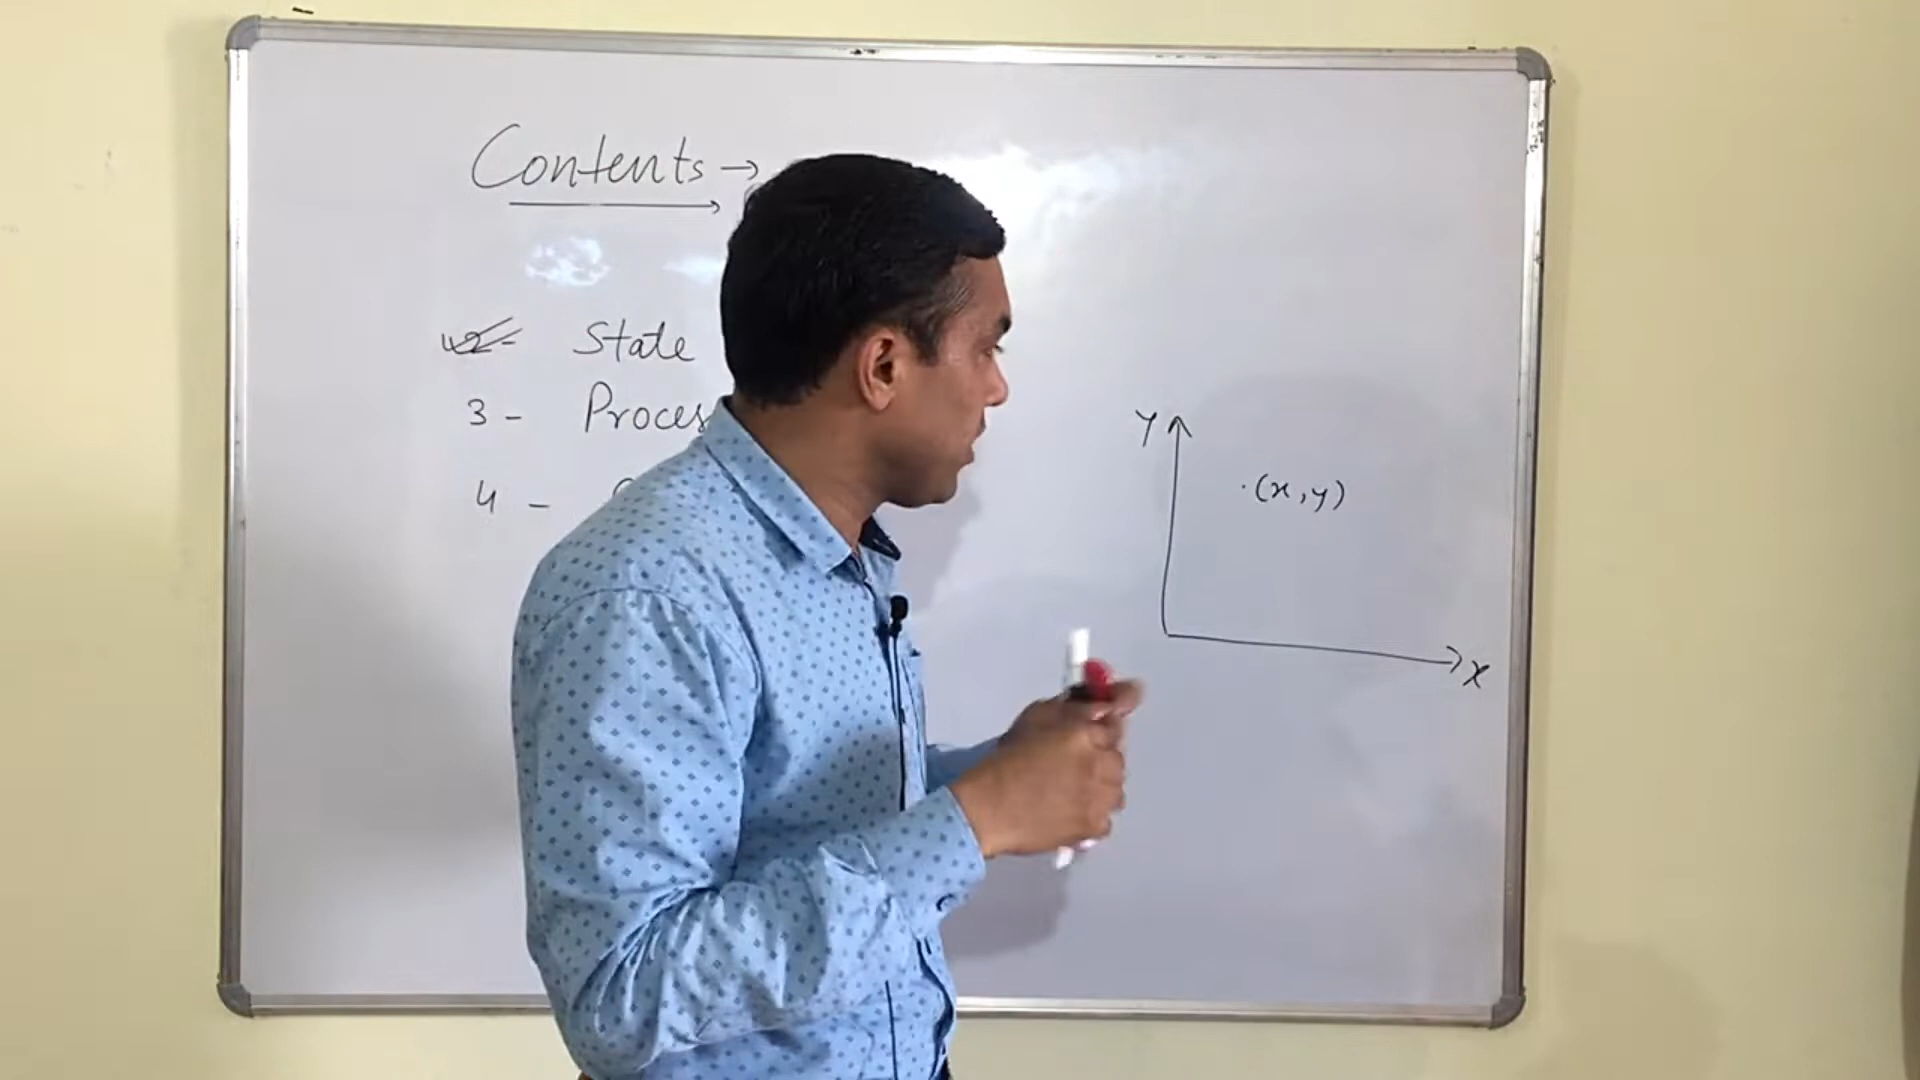 Contents →
2- State
3 - Proces
4 -
Y
.(x,y)
X